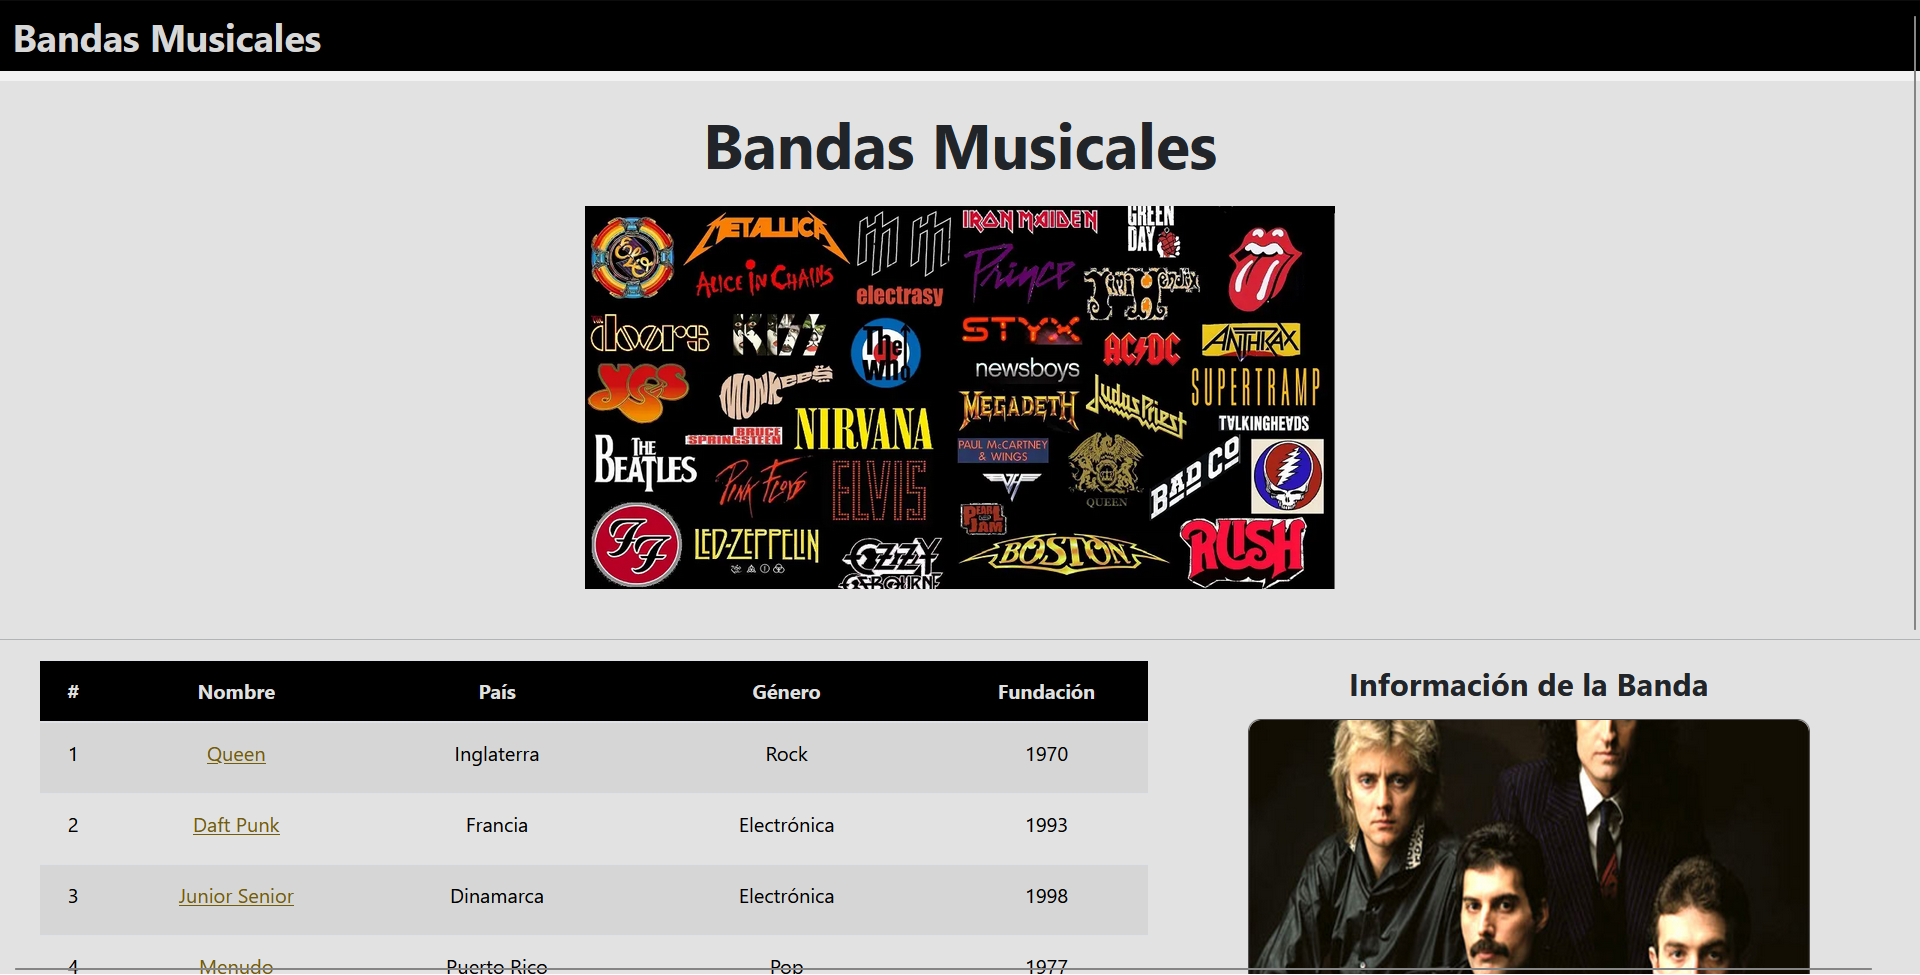 Bandas Musicales
Bandas Musicales
METALLICA
IRON MAIDEN
GREEN DAY
ELO
ALICE IN CHAINS
Prince
Jimi Hendrix
electrasy
THE doors
KISS
The Who
STYX
AC/DC
ANTHRAX
newsboys
YES
MONKEES
MEGADETH
Judas Priest
SUPERTRAMP
BRUCE SPRINGSTEEN
NIRVANA
TALKINGHEADS
THE BEATLES
PAUL McCARTNEY & WINGS
BAD CO
PINK FLOYD
ELVIS
VH
QUEEN
FF
LED-ZEPPELIN
PEARL JAM
OZZY OSBOURNE
BOSTON
RUSH
# Nombre País Género Fundación
1 Queen Inglaterra Rock 1970
2 Daft Punk Francia Electrónica 1993
3 Junior Senior Dinamarca Electrónica 1998
4 Menudo Puerto Rico Pop 1977
Información de la Banda